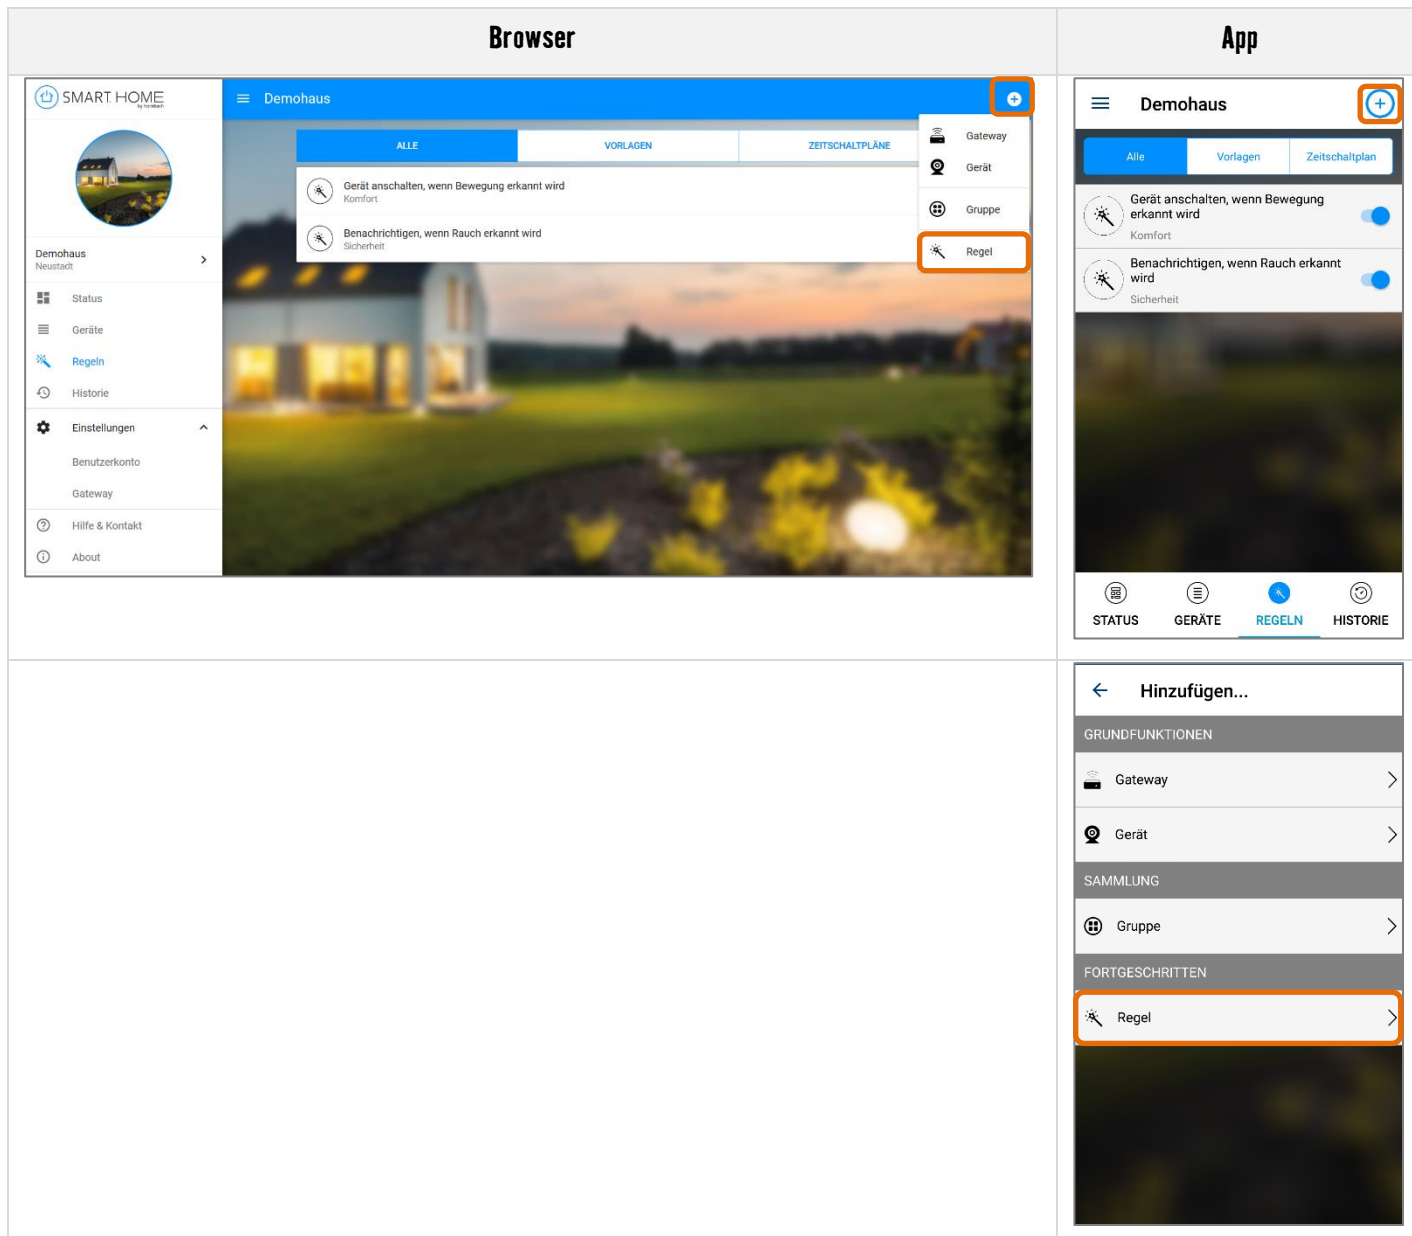 Browser
App
SMART HOME
by hornbach
Demohaus
Neustadt
Status
Geräte
Regeln
Historie
Einstellungen
Benutzerkonto
Gateway
Hilfe & Kontakt
About
Demohaus
ALLE
VORLAGEN
ZEITSCHALTPLÄNE
Gerät anschalten, wenn Bewegung erkannt wird
Komfort
Benachrichtigen, wenn Rauch erkannt wird
Sicherheit
Gateway
Gerät
Gruppe
Regel
Demohaus
Alle
Vorlagen
Zeitschaltplan
Gerät anschalten, wenn Bewegung
erkannt wird
Komfort
Benachrichtigen, wenn Rauch erkannt
wird
Sicherheit
STATUS
GERÄTE
REGELN
HISTORIE
Hinzufügen...
GRUNDFUNKTIONEN
Gateway
Gerät
SAMMLUNG
Gruppe
FORTGESCHRITTEN
Regel